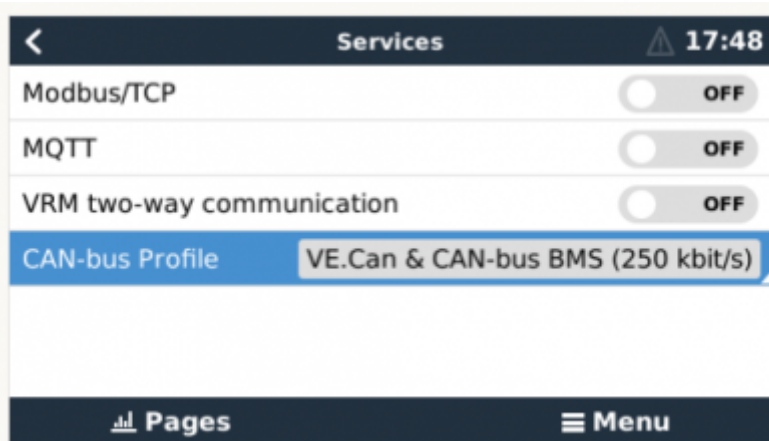 Services 17:48
Modbus/TCP OFF
MQTT OFF
VRM two-way communication OFF
CAN-bus Profile VE.Can & CAN-bus BMS (250 kbit/s)
Pages Menu